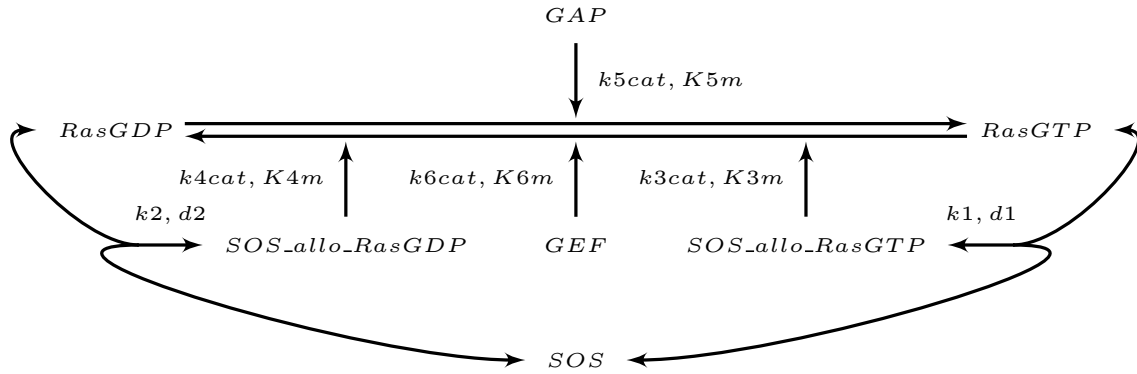 GAP
k5cat, K5m
RasGDP
RasGTP
k4cat, K4m
k6cat, K6m
k3cat, K3m
k2, d2
k1, d1
SOS_allo_RasGDP
GEF
SOS_allo_RasGTP
SOS